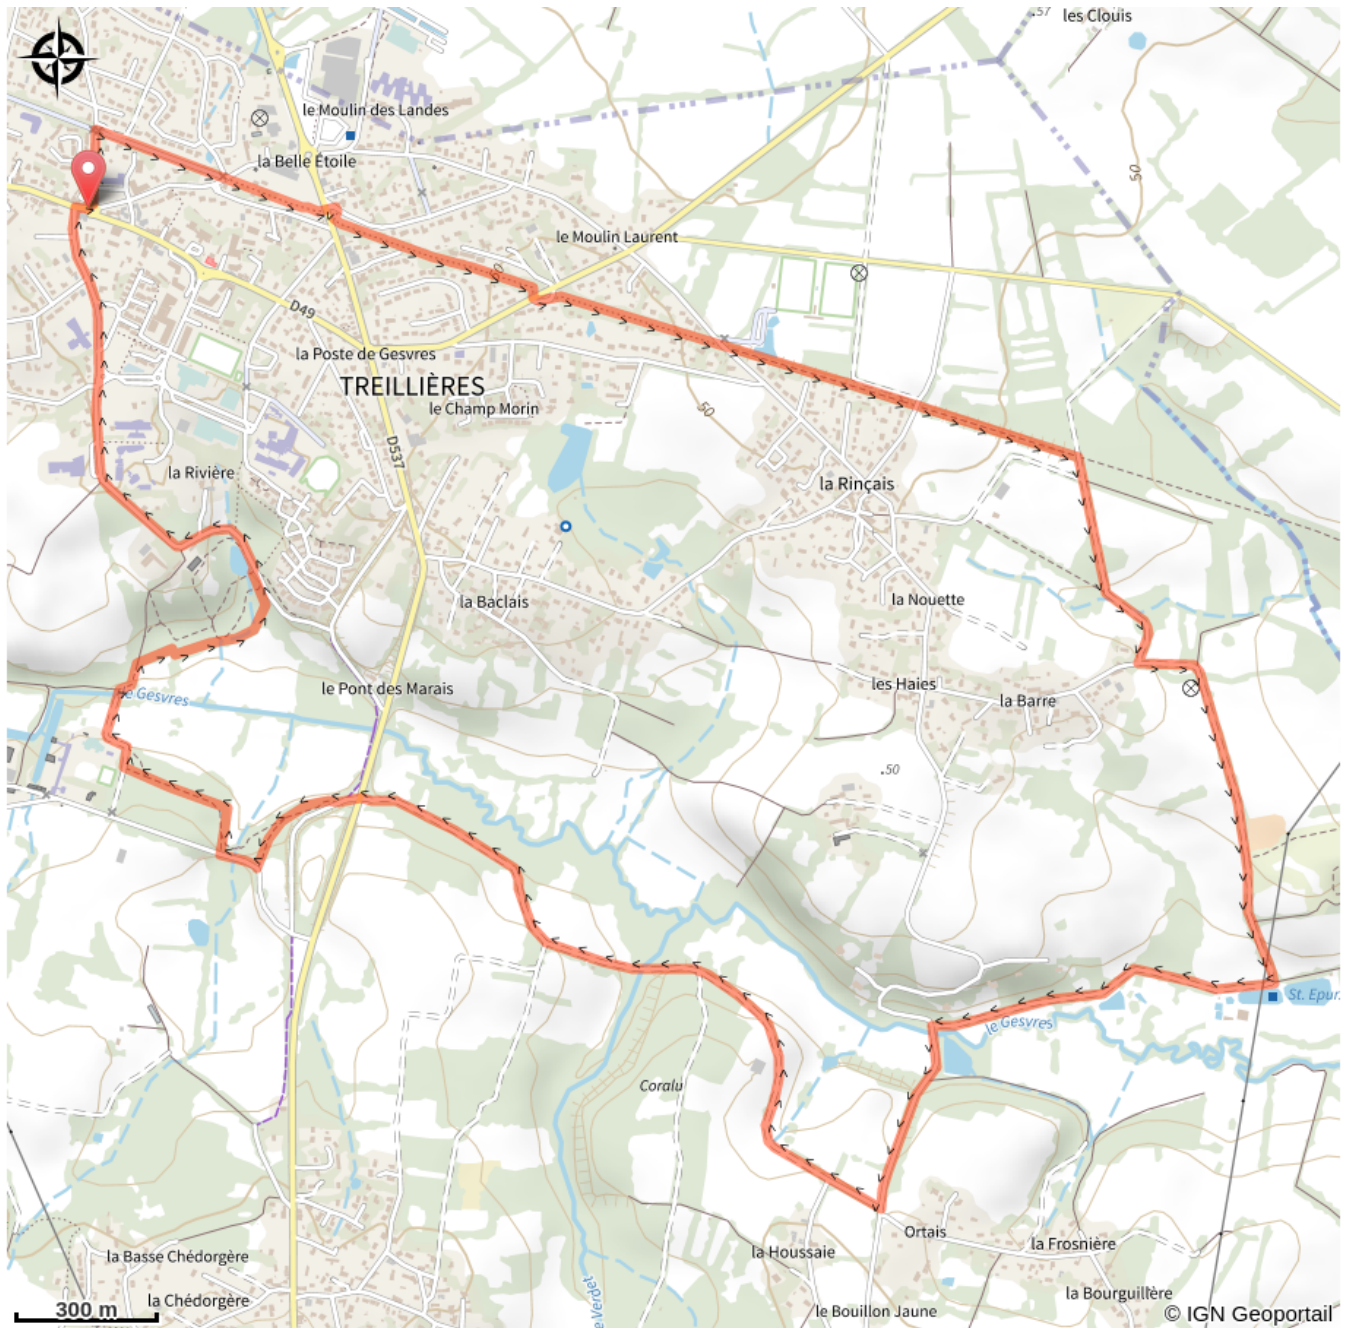 57
les Clouis
le Moulin des Landes
la Belle Étoile
50
le Moulin Laurent
50
D49
la Poste de Gesvres
TREILLIÈRES
le Champ Morin
50
D537
la Rivière
la Rinçais
la Baclais
la Nouette
le Gesvres
le Pont des Marais
les Haies
la Barre
.50
St. Epur.
le Gesvres
Coralu
Ortais
la Houssaie
la Frosnière
la Basse Chédorgère
la Chédorgère
le Verdet
la Bourguillère
le Bouillon Jaune
300 m
© IGN Geoportail